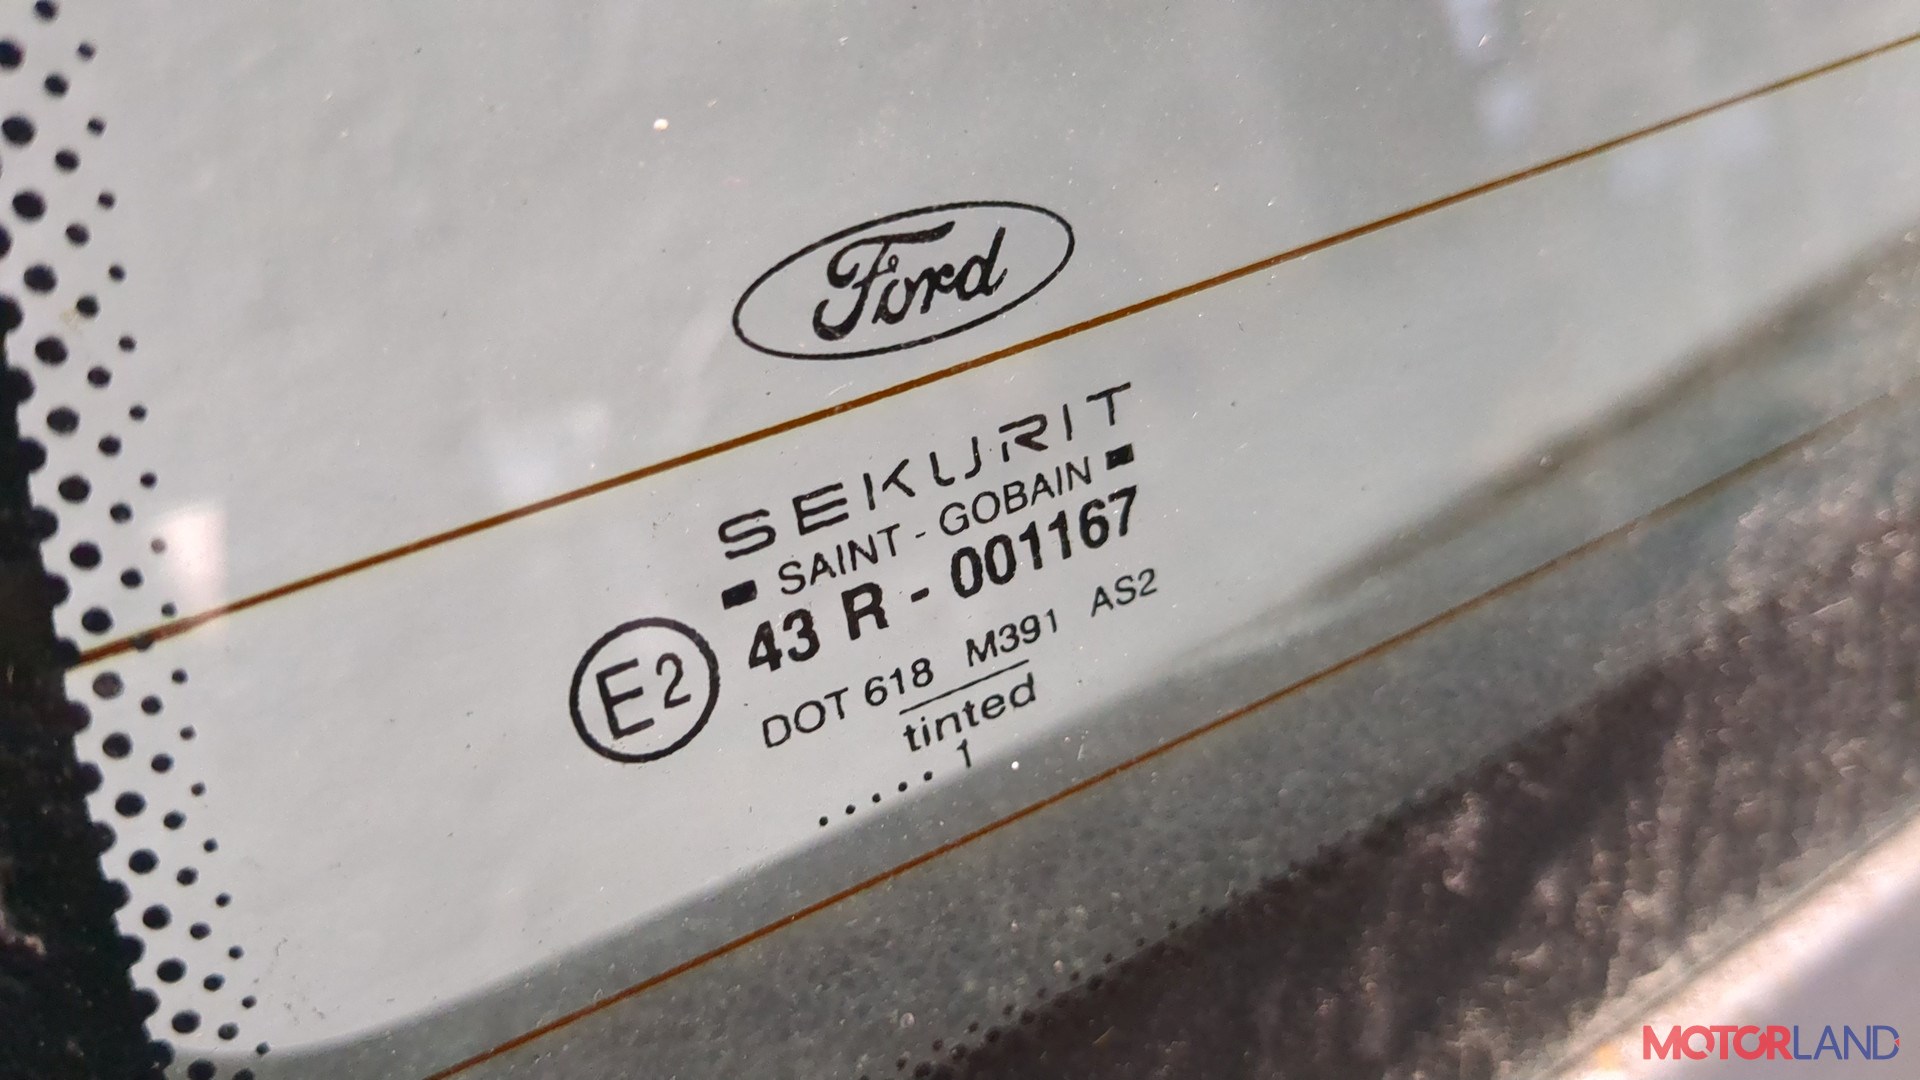 Ford
SEKURIT
SAINT - GOBAIN
43 R - 001167
E2
DOT 618 M391 AS2
tinted
..... 1
MOTORLAND